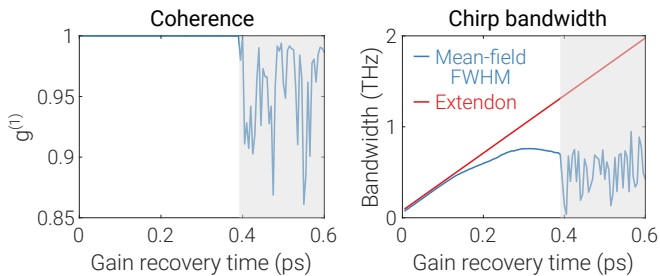 Coherence
1
0.95
0.9
0.85
g(1)
0
0.2
0.4
0.6
Gain recovery time (ps)
Chirp bandwidth
2
1
0
Bandwidth (THz)
Mean-field
FWHM
Extendon
0
0.2
0.4
0.6
Gain recovery time (ps)